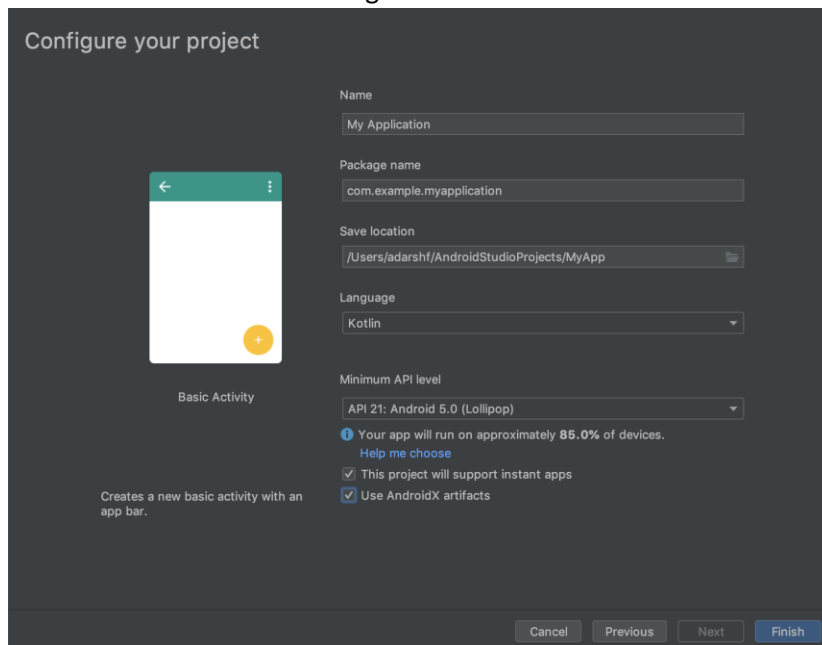 Configure your project
Name
My Application
Package name
com.example.myapplication
Save location
/Users/adarshf/AndroidStudioProjects/MyApp
Language
Kotlin
Basic Activity
Minimum API level
API 21: Android 5.0 (Lollipop)
Your app will run on approximately 85.0% of devices.
Help me choose
This project will support instant apps
Use AndroidX artifacts
Creates a new basic activity with an
app bar.
Cancel
Previous
Next
Finish